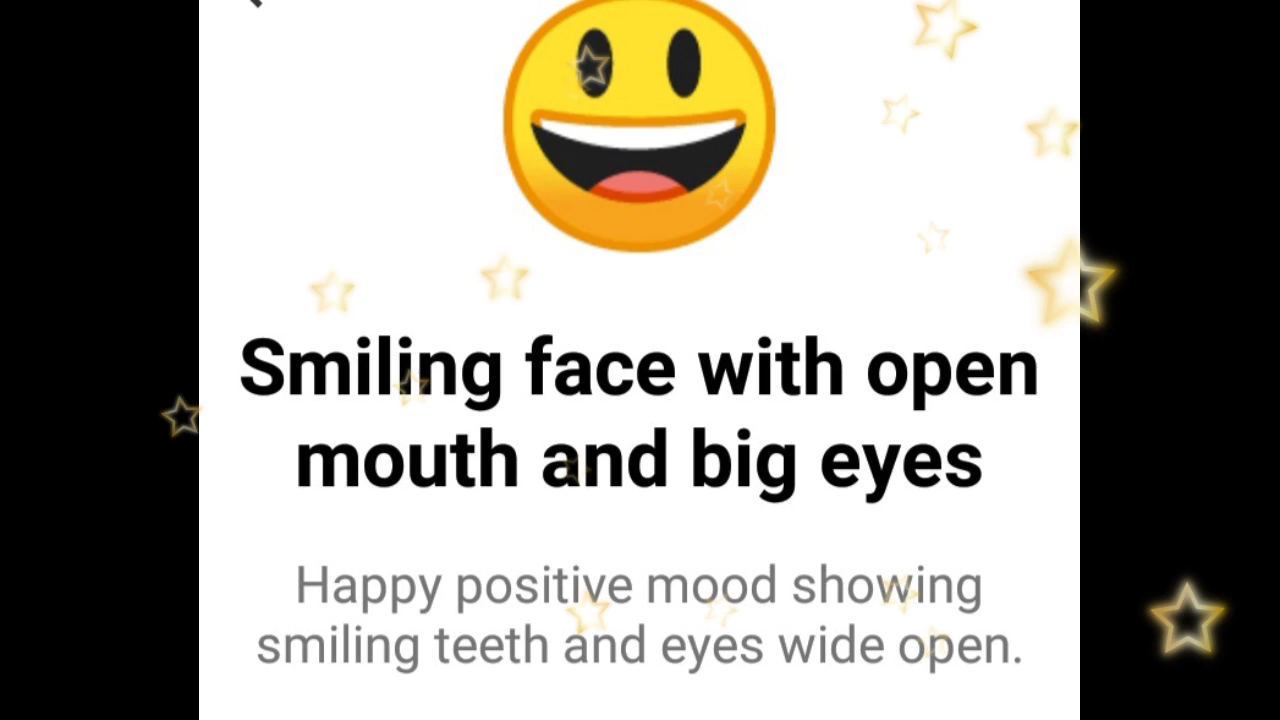 Smiling face with open
mouth and big eyes
Happy positive mood showing
smiling teeth and eyes wide open.